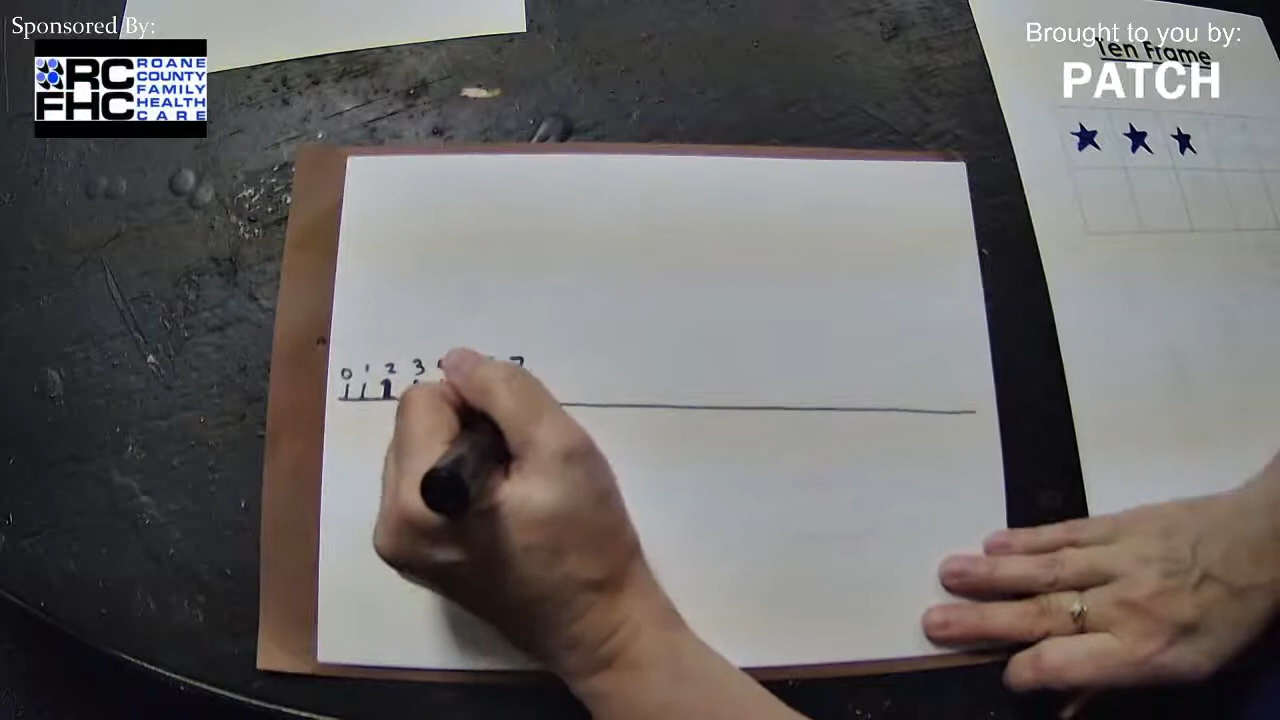 Sponsored By:
RC
FHC
ROANE
COUNTY
FAMILY
HEALTH
CARE
Brought to you by:
Ten Frame
PATCH
0 1 2 3 7